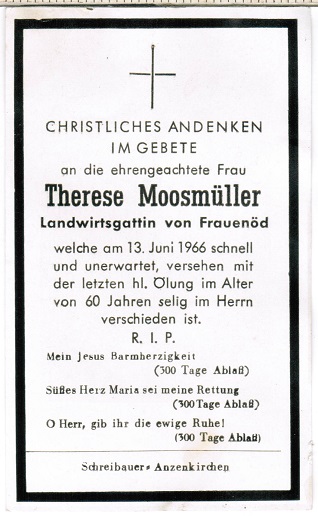 CHRISTLICHES ANDENKEN
IM GEBETE
an die ehrengeachtete Frau
Therese Moosmüller
Landwirtsgattin von Frauenöd
welche am 13. Juni 1966 schnell
und unerwartet, versehen mit
der letzten hl. Ölung im Alter
von 60 Jahren selig im Herrn
verschieden ist.
R. I. P.
Mein Jesus Barmherzigkeit
(300 Tage Ablaß)
Süßes Herz Maria sei meine Rettung
(300 Tage Ablaß)
O Herr, gib ihr die ewige Ruhe!
(300 Tage Ablaß)
Schreibauer, Anzenkirchen